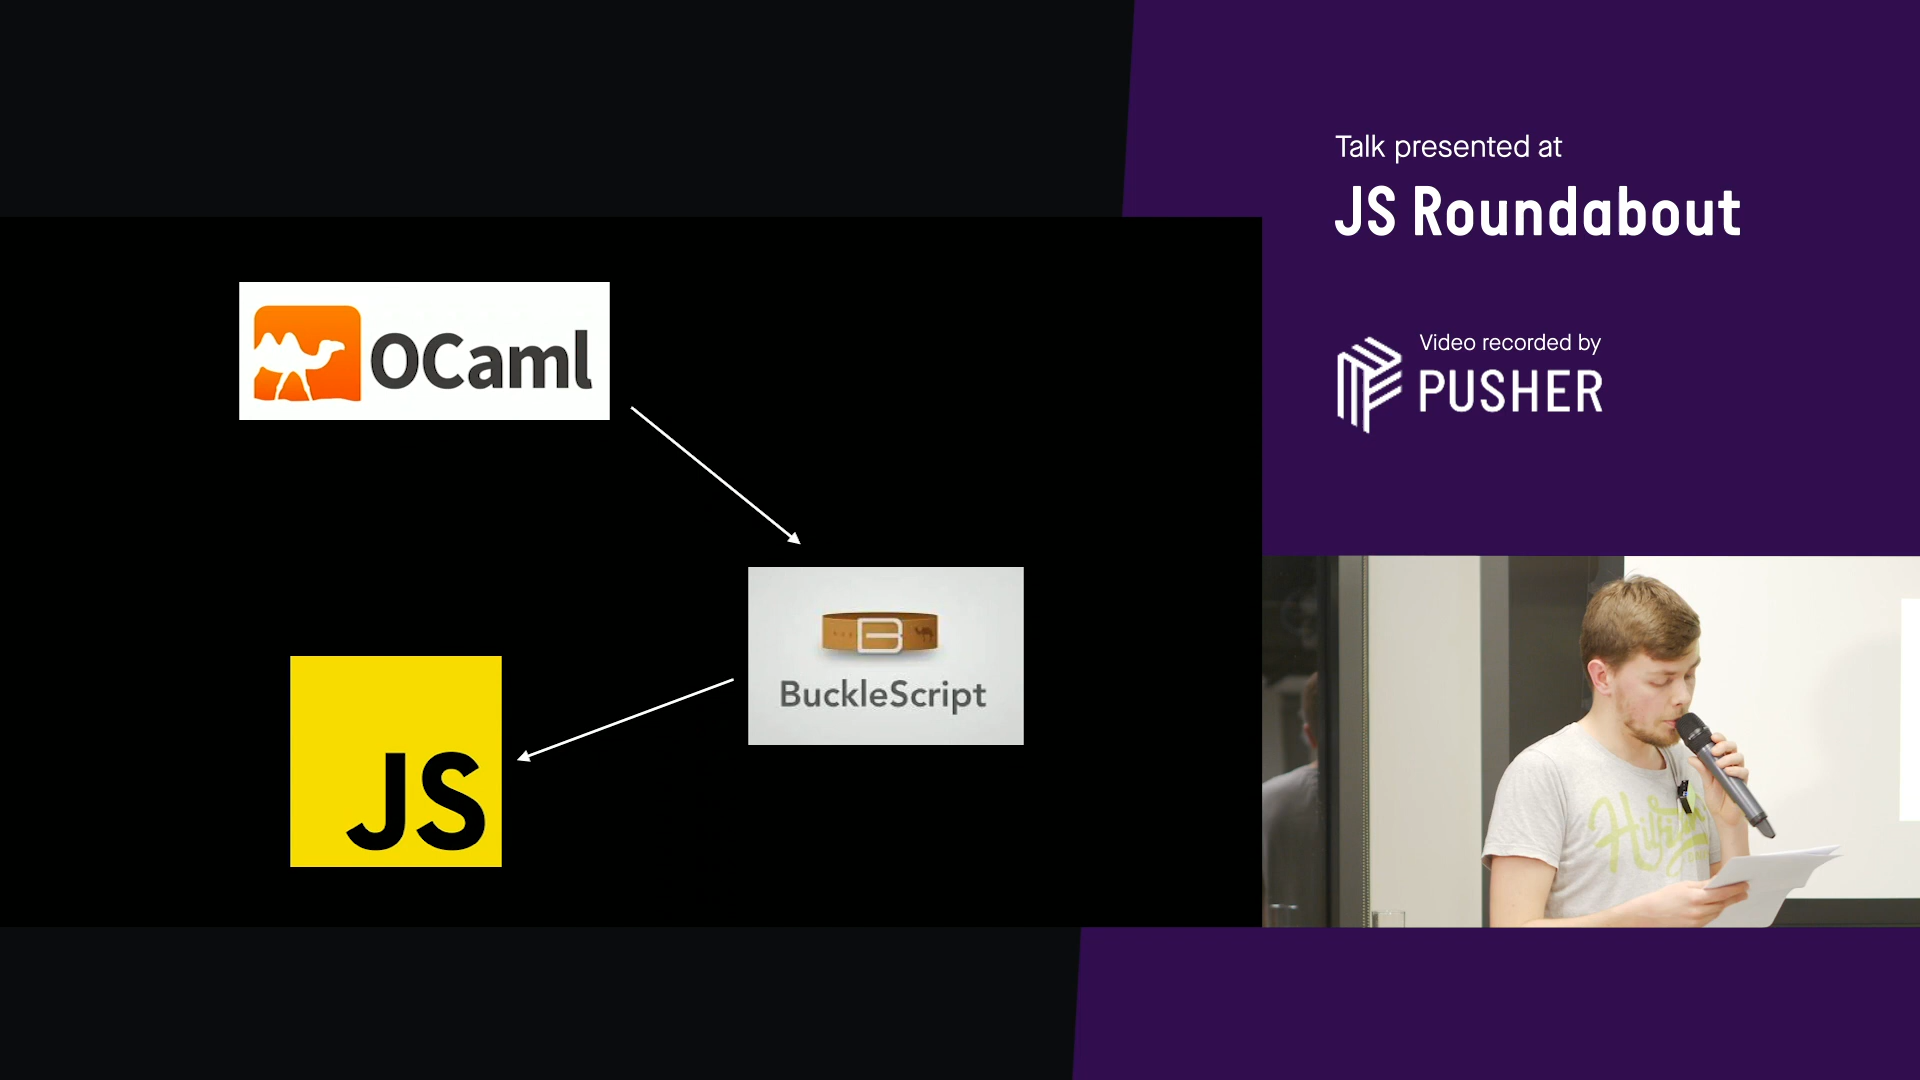 OCaml
BuckleScript
JS
Talk presented at
JS Roundabout
Video recorded by
PUSHER